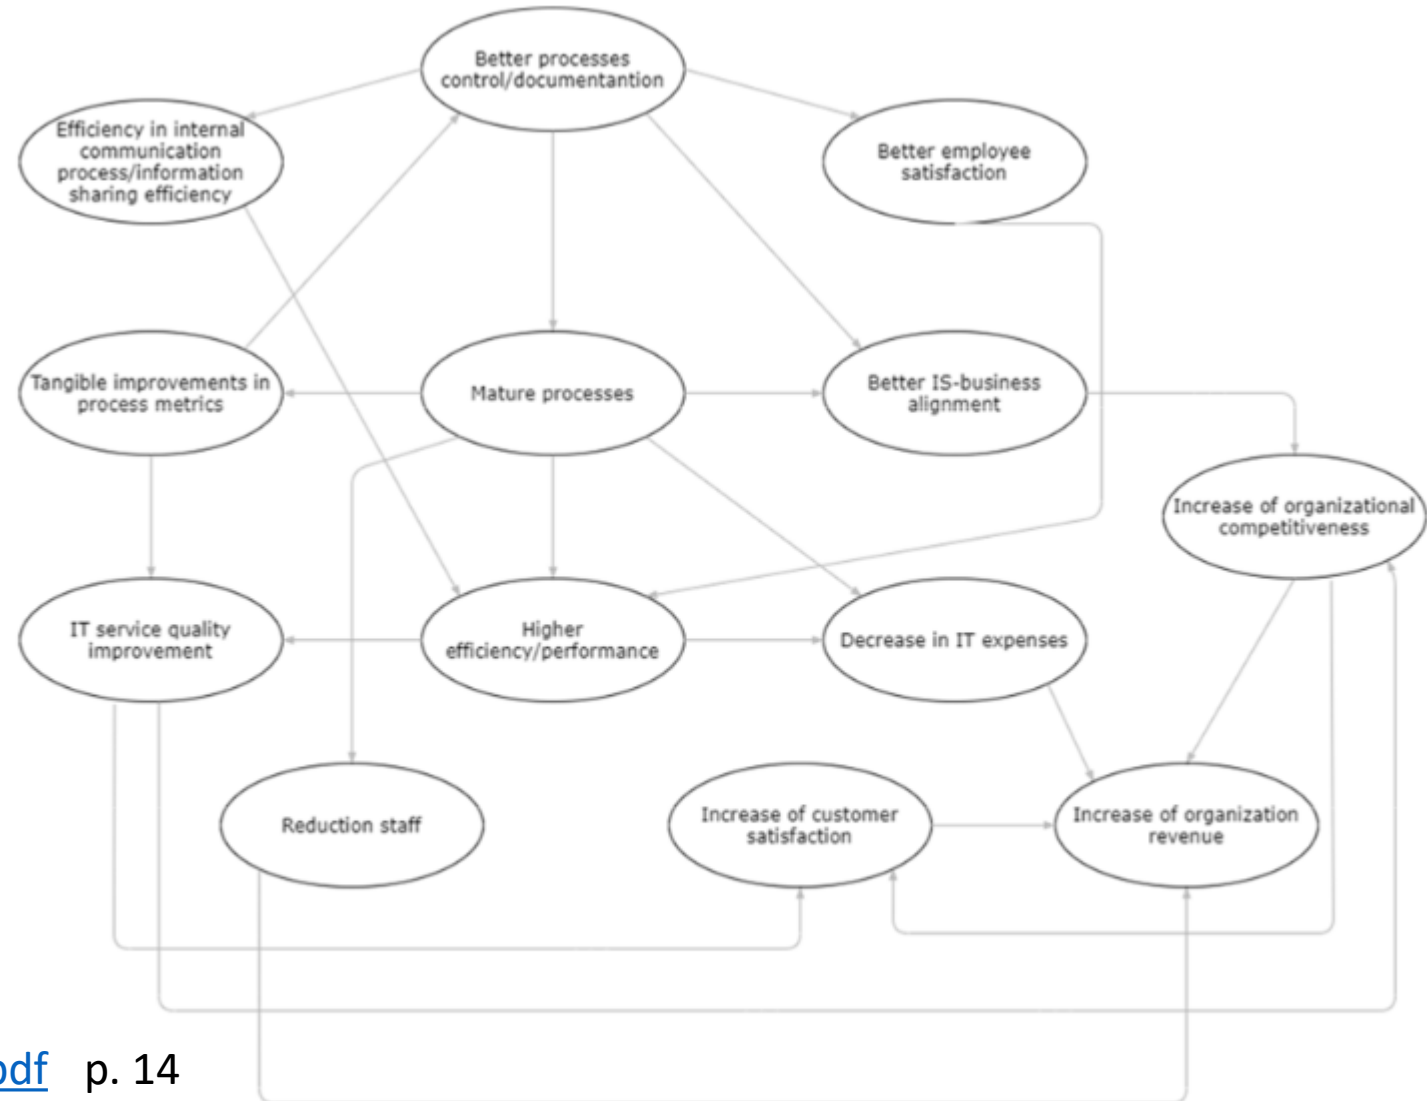 Better processes
control/documentantion
Efficiency in internal
communication
process/information
sharing efficiency
Better employee
satisfaction
Tangible improvements in
process metrics
Mature processes
Better IS-business
alignment
Increase of organizational
competitiveness
IT service quality
improvement
Higher
efficiency/performance
Decrease in IT expenses
Reduction staff
Increase of customer
satisfaction
Increase of organization
revenue
pdf p. 14